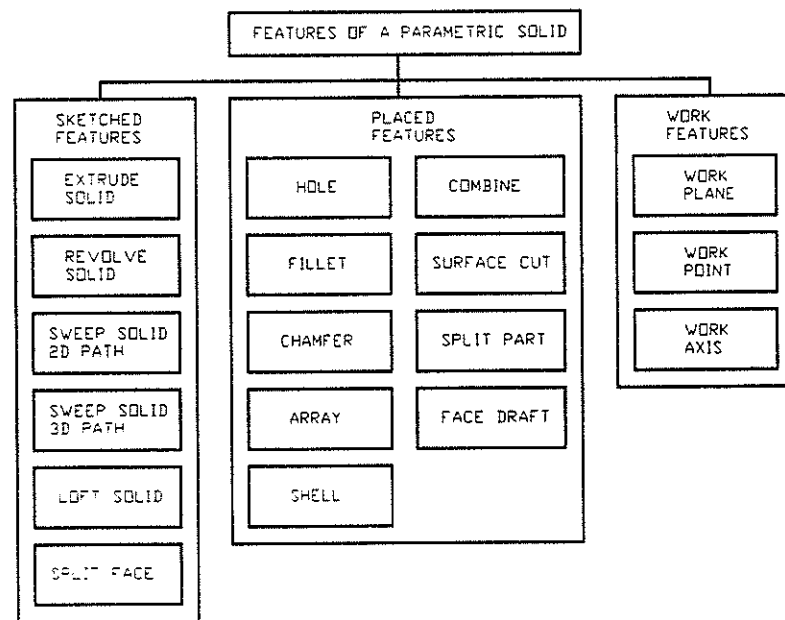 FEATURES OF A PARAMETRIC SOLID
SKETCHED
FEATURES
EXTRUDE
SOLID
REVOLVE
SOLID
SWEEP SOLID
2D PATH
SWEEP SOLID
3D PATH
LOFT SOLID
SPLIT FACE
PLACED
FEATURES
HOLE
FILLET
CHAMFER
ARRAY
SHELL
COMBINE
SURFACE CUT
SPLIT PART
FACE DRAFT
WORK
FEATURES
WORK
PLANE
WORK
POINT
WORK
AXIS